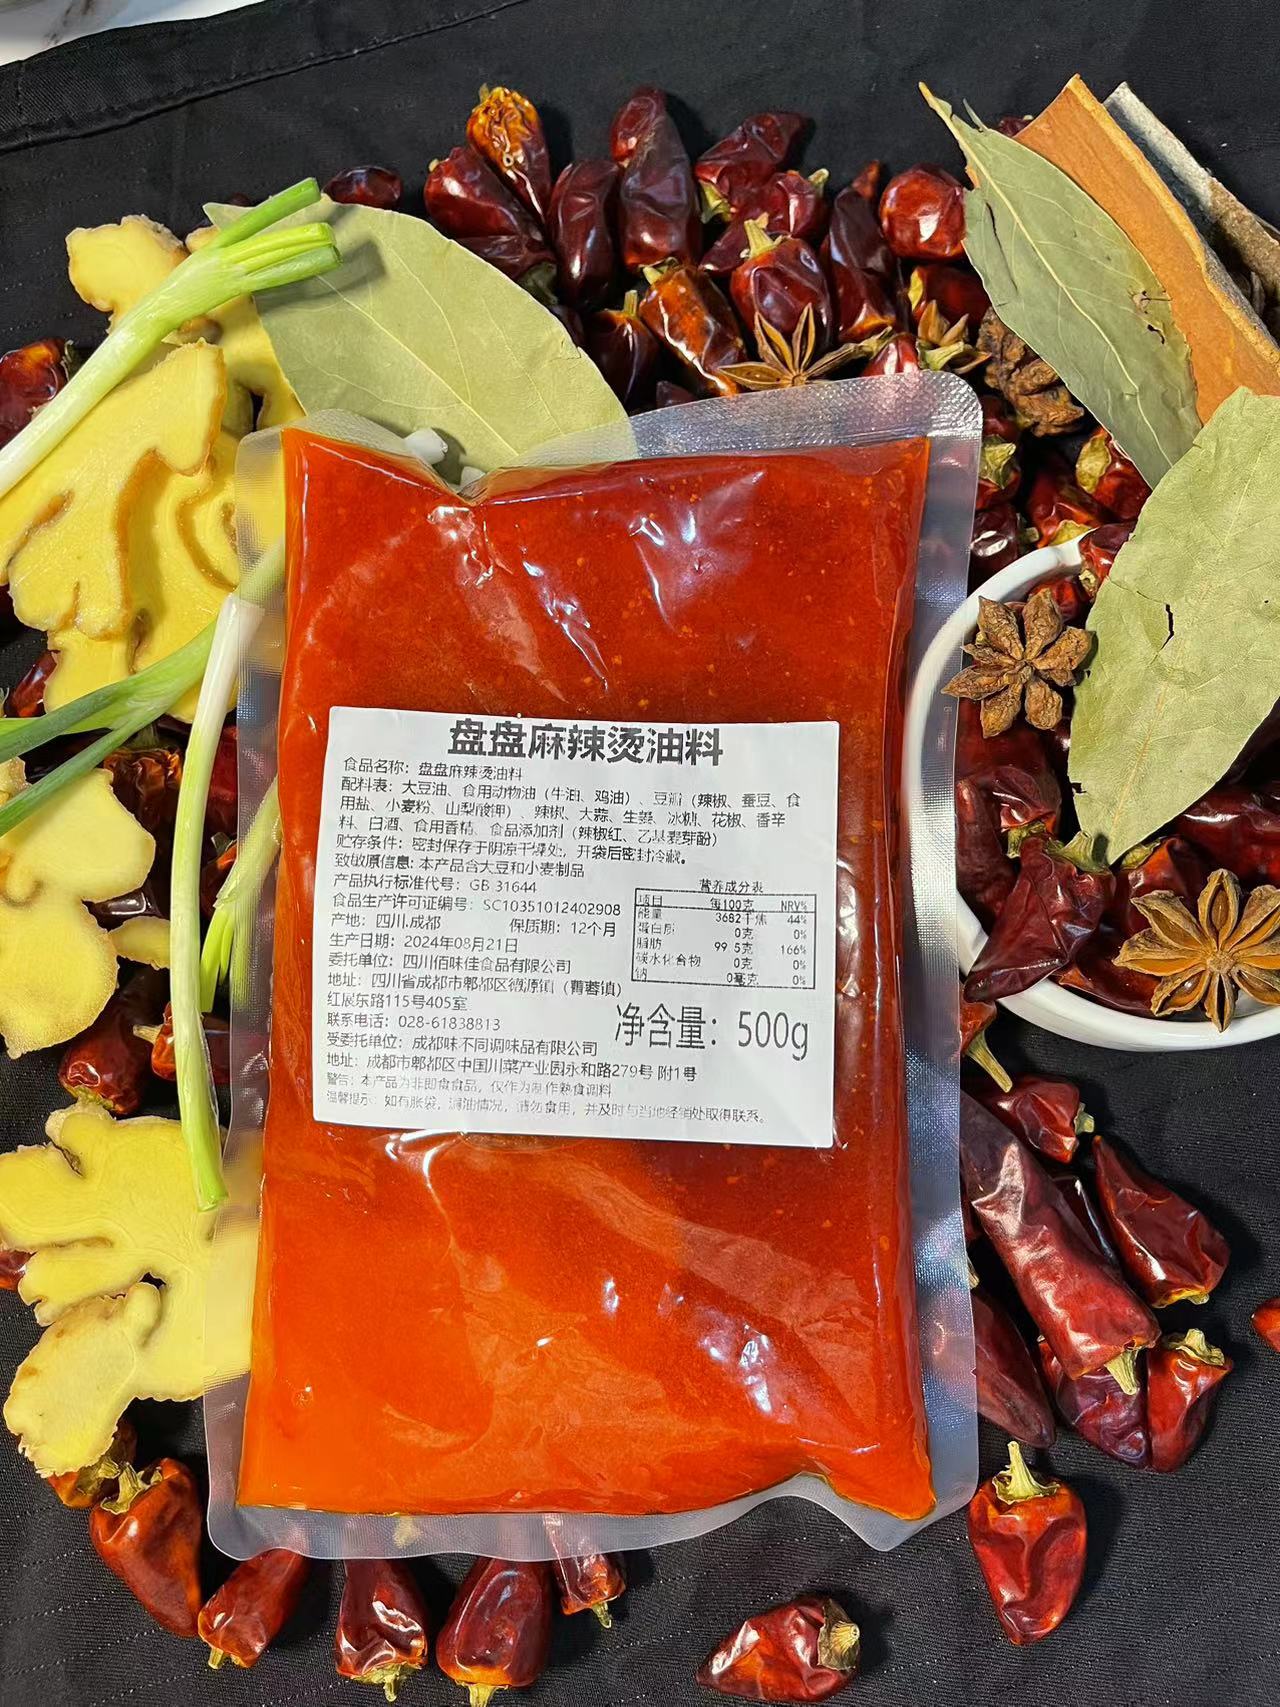 盘盘麻辣烫油料
食品名称：盘盘麻辣烫油料
配料表：大豆油、食用动物油（牛油、鸡油）、豆瓣（辣椒、蚕豆、食
用盐、小麦粉、山梨酸钾）、辣椒、大蒜、生姜、冰糖、花椒、香辛
料、白酒、食用香精、食品添加剂（辣椒红、乙基麦芽酚）
贮存条件：密封保存于阴凉干燥处，开袋后密封冷藏。
致敏原信息：本产品含大豆和小麦制品
产品执行标准代号：GB 31644
食品生产许可证编号：SC10351012402908
产地：四川.成都 保质期：12个月
生产日期：2024年08月21日
委托单位：四川佰味佳食品有限公司
地址：四川省成都市郫都区德源镇（菁蓉镇）
红展东路115号405室
联系电话：028-61838813
受委托单位：成都味不同调味品有限公司
地址：成都市郫都区中国川菜产业园永和路279号 附1号
警告：本产品为非即食食品，仅作为制作熟食调料
温馨提示：如有胀袋，漏油情况，请勿食用，并及时与当地经销处取得联系。
营养成分表
项目 每100克 NRV%
能量 3682千焦 44%
蛋白质 0克 0%
脂肪 99.5克 166%
碳水化合物 0克 0%
钠 0毫克 0%
净含量：500g